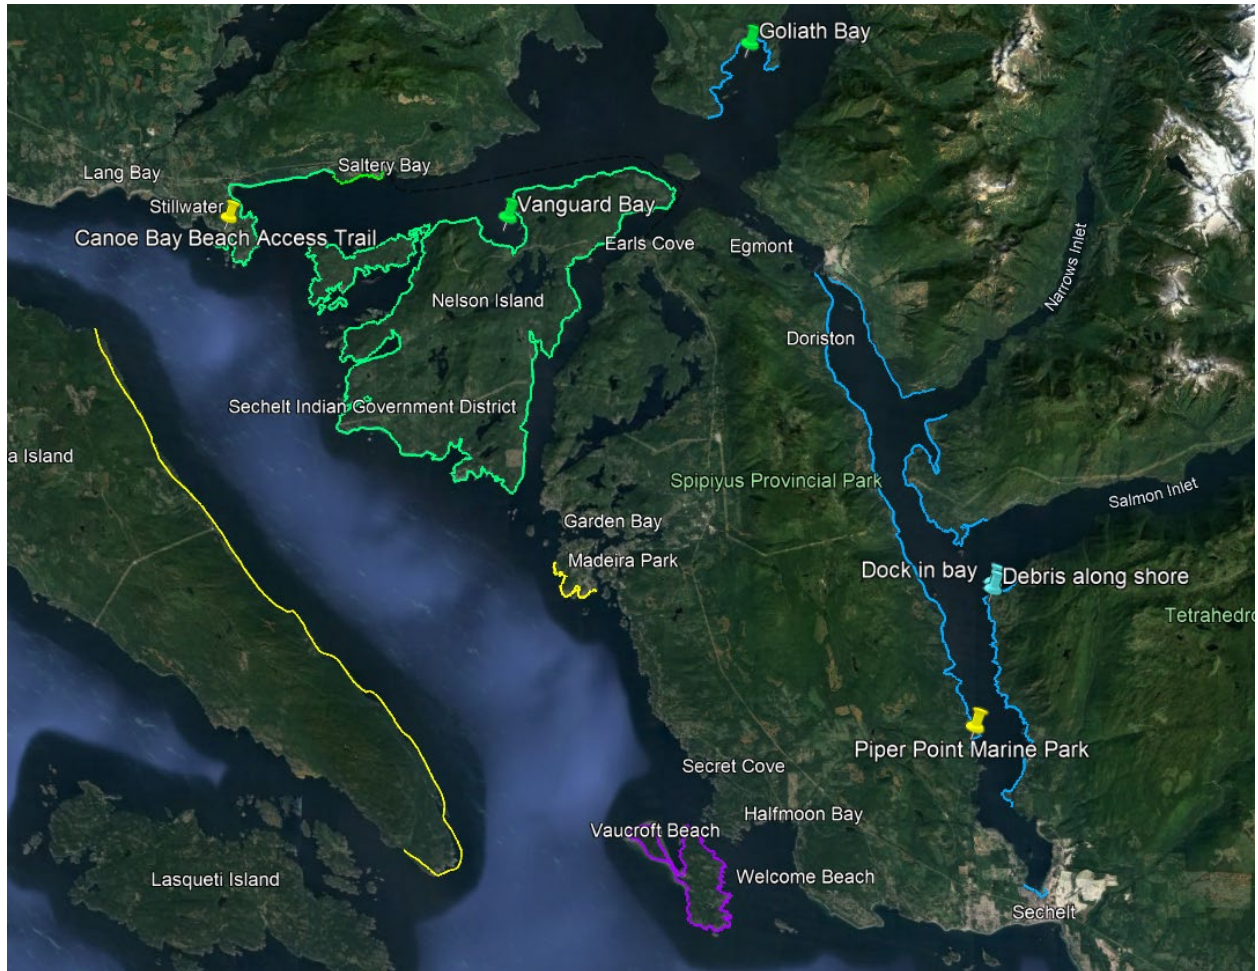 Goliath Bay
Saltery Bay
Lang Bay
Stillwater
Vanguard Bay
Canoe Bay Beach Access Trail
Earls Cove
Egmont
Narrows Inlet
Nelson Island
Doriston
Sechelt Indian Government District
a Island
Spipiyus Provincial Park
Salmon Inlet
Garden Bay
Madeira Park
Dock in bay
Debris along shore
Tetrahedro
Piper Point Marine Park
Secret Cove
Halfmoon Bay
Vaucroft Beach
Welcome Beach
Lasqueti Island
Sechelt